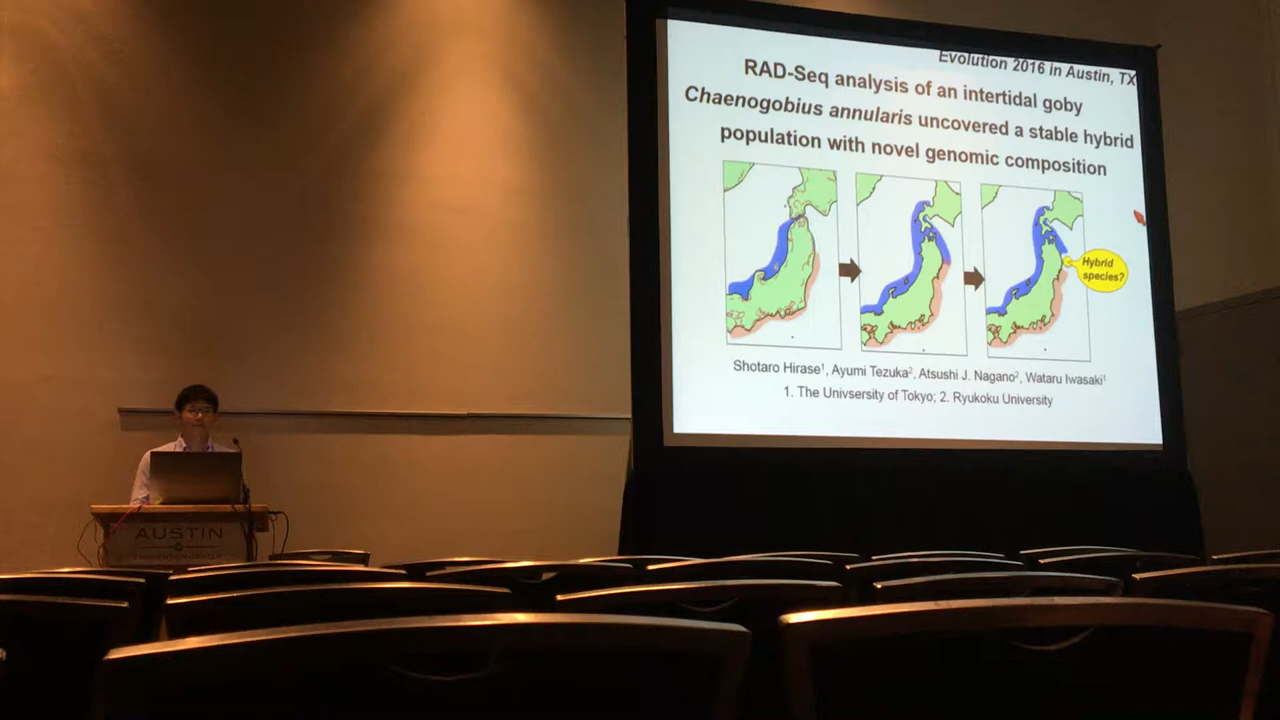 Evolution 2016 in Austin, TX
RAD-Seq analysis of an intertidal goby
Chaenogobius annularis uncovered a stable hybrid
population with novel genomic composition
Hybrid
species?
Shotaro Hirase¹, Ayumi Tezuka², Atsushi J. Nagano², Wataru Iwasaki¹
1. The Univsersity of Tokyo; 2. Ryukoku University
AUSTIN